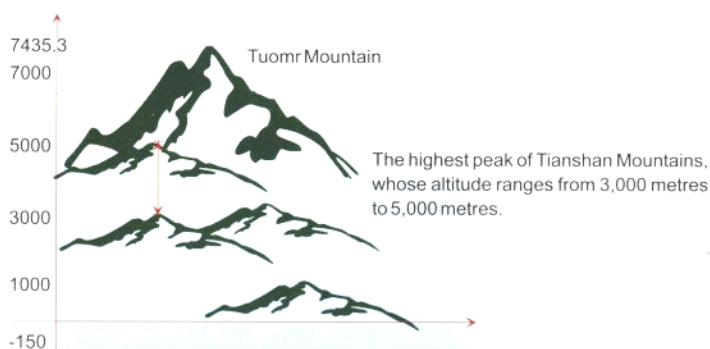 7435.3
Tuomr Mountain
7000
5000
The highest peak of Tianshan Mountains,
whose altitude ranges from 3,000 metres
to 5,000 metres.
3000
1000
-150